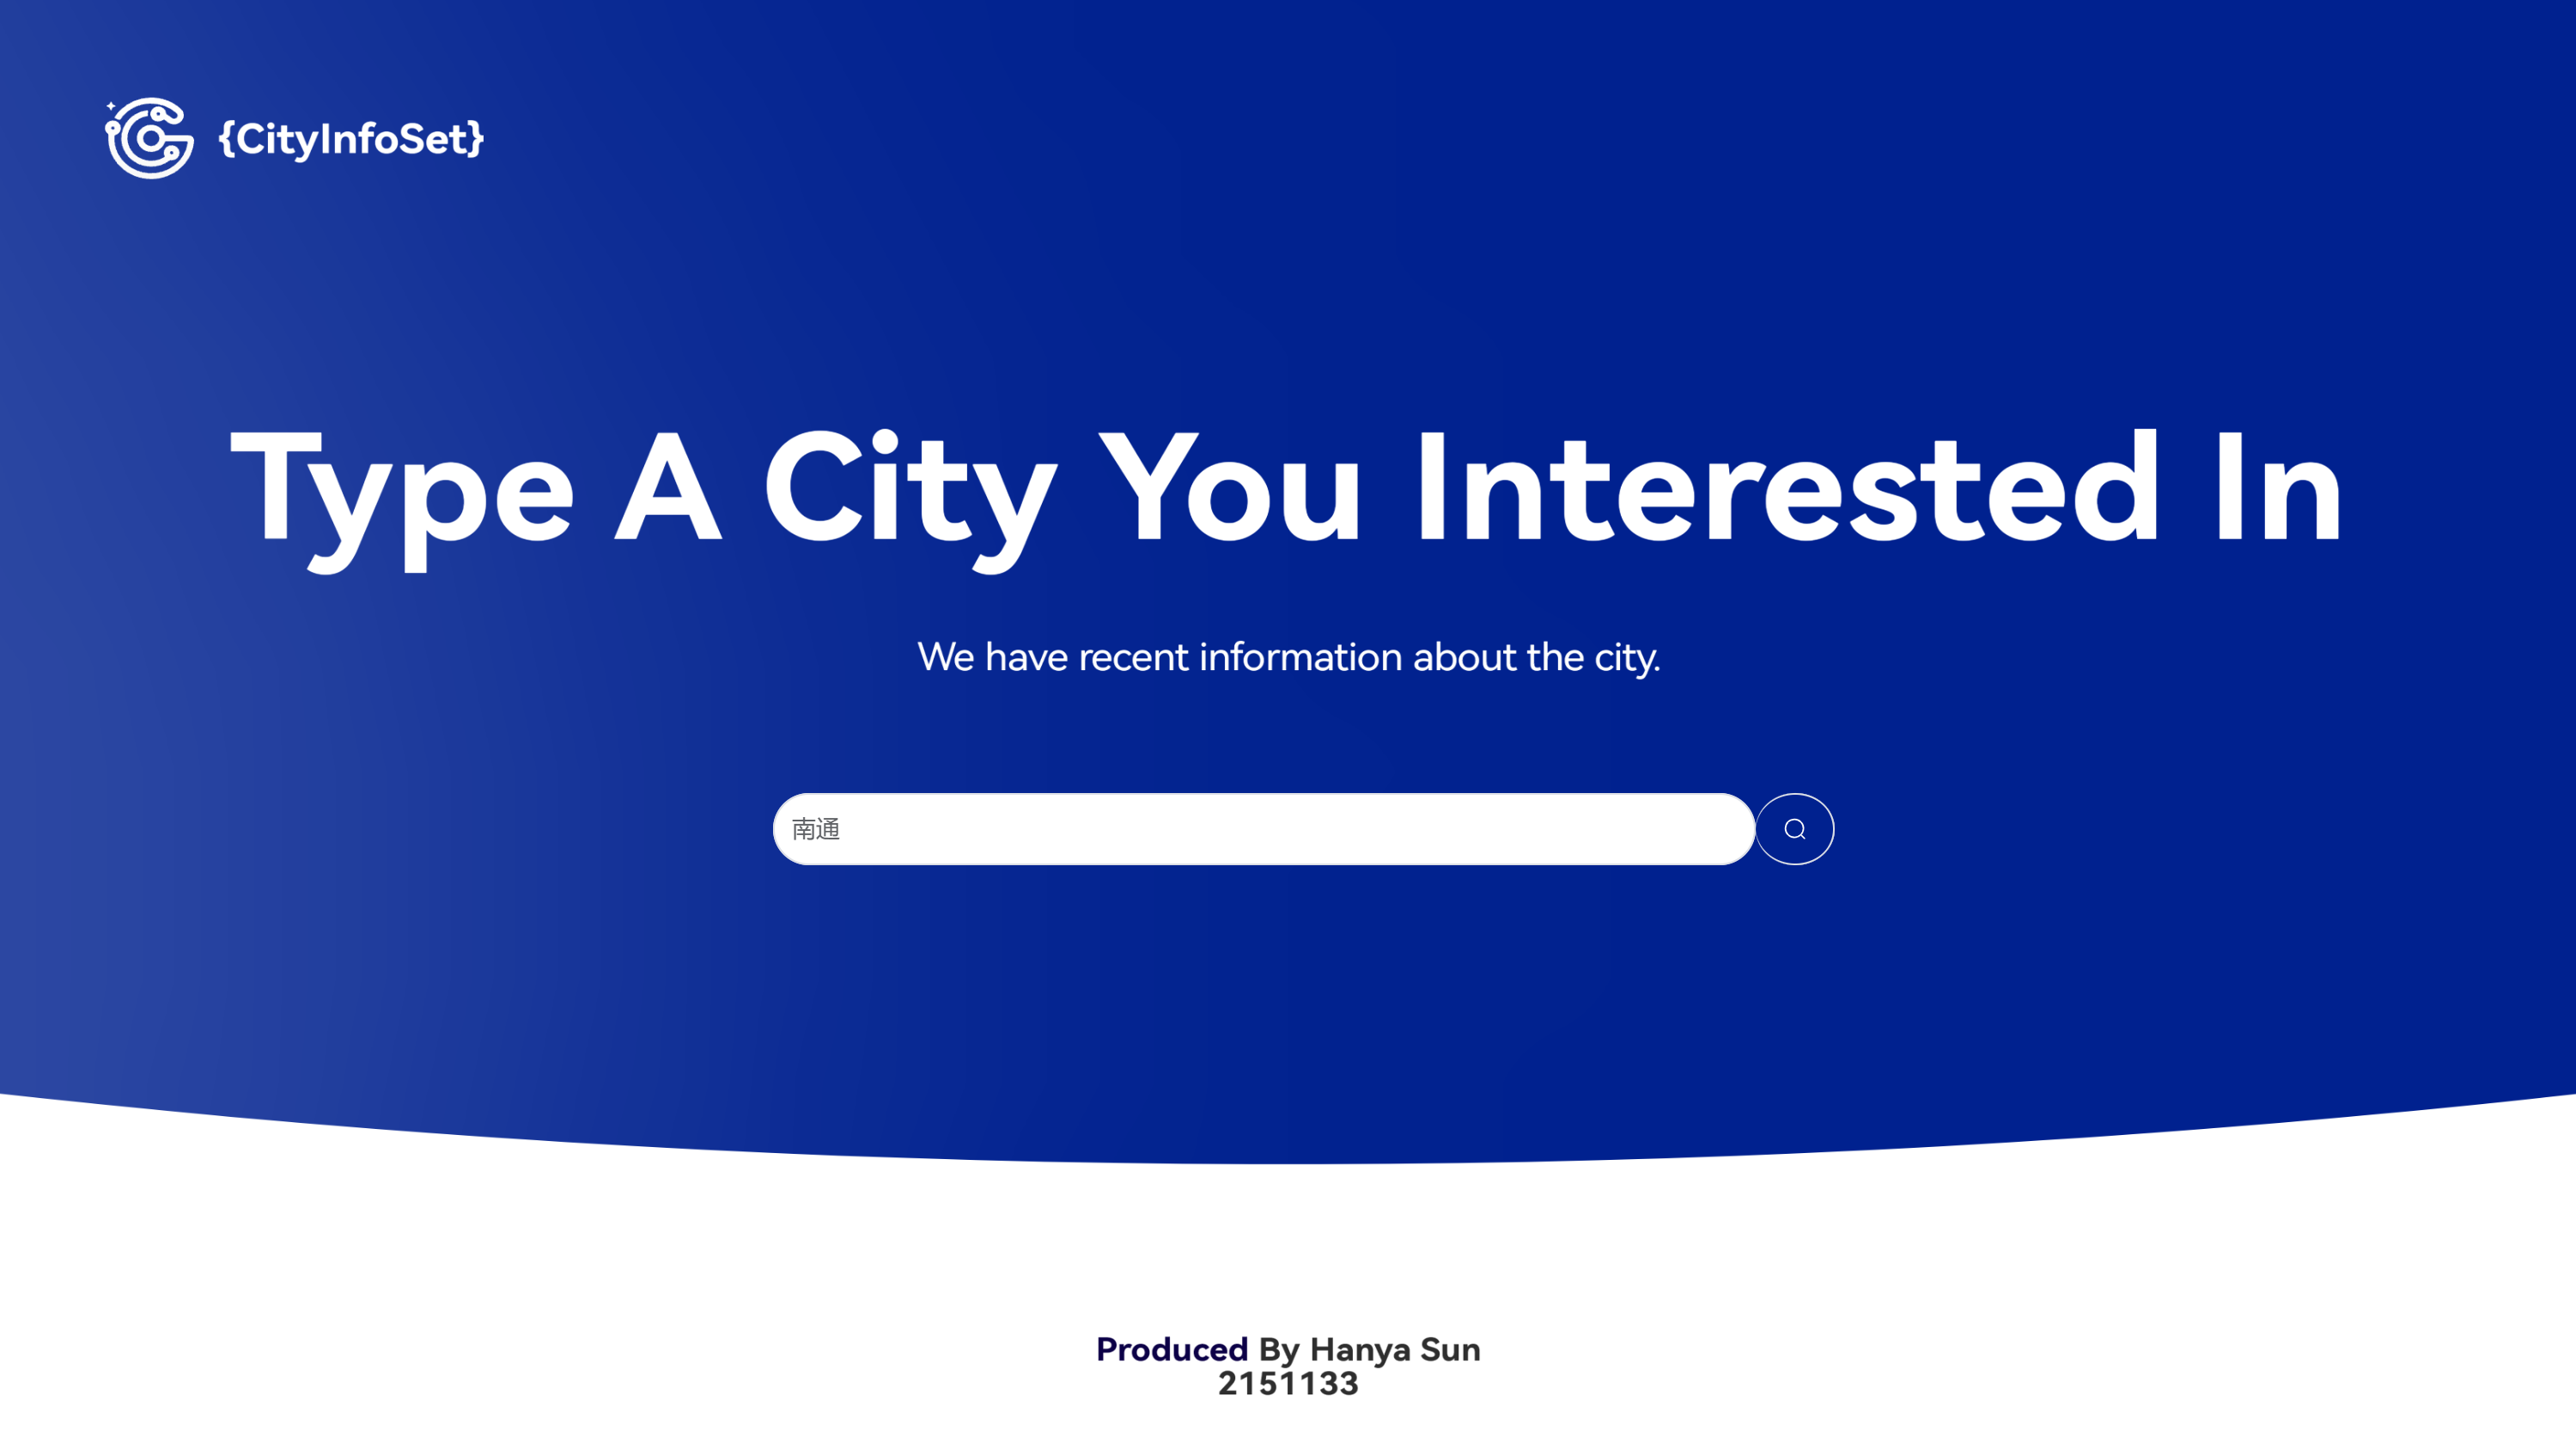 {CityInfoSet}
Type A City You Interested In
We have recent information about the city.
南通
Produced By Hanya Sun
2151133